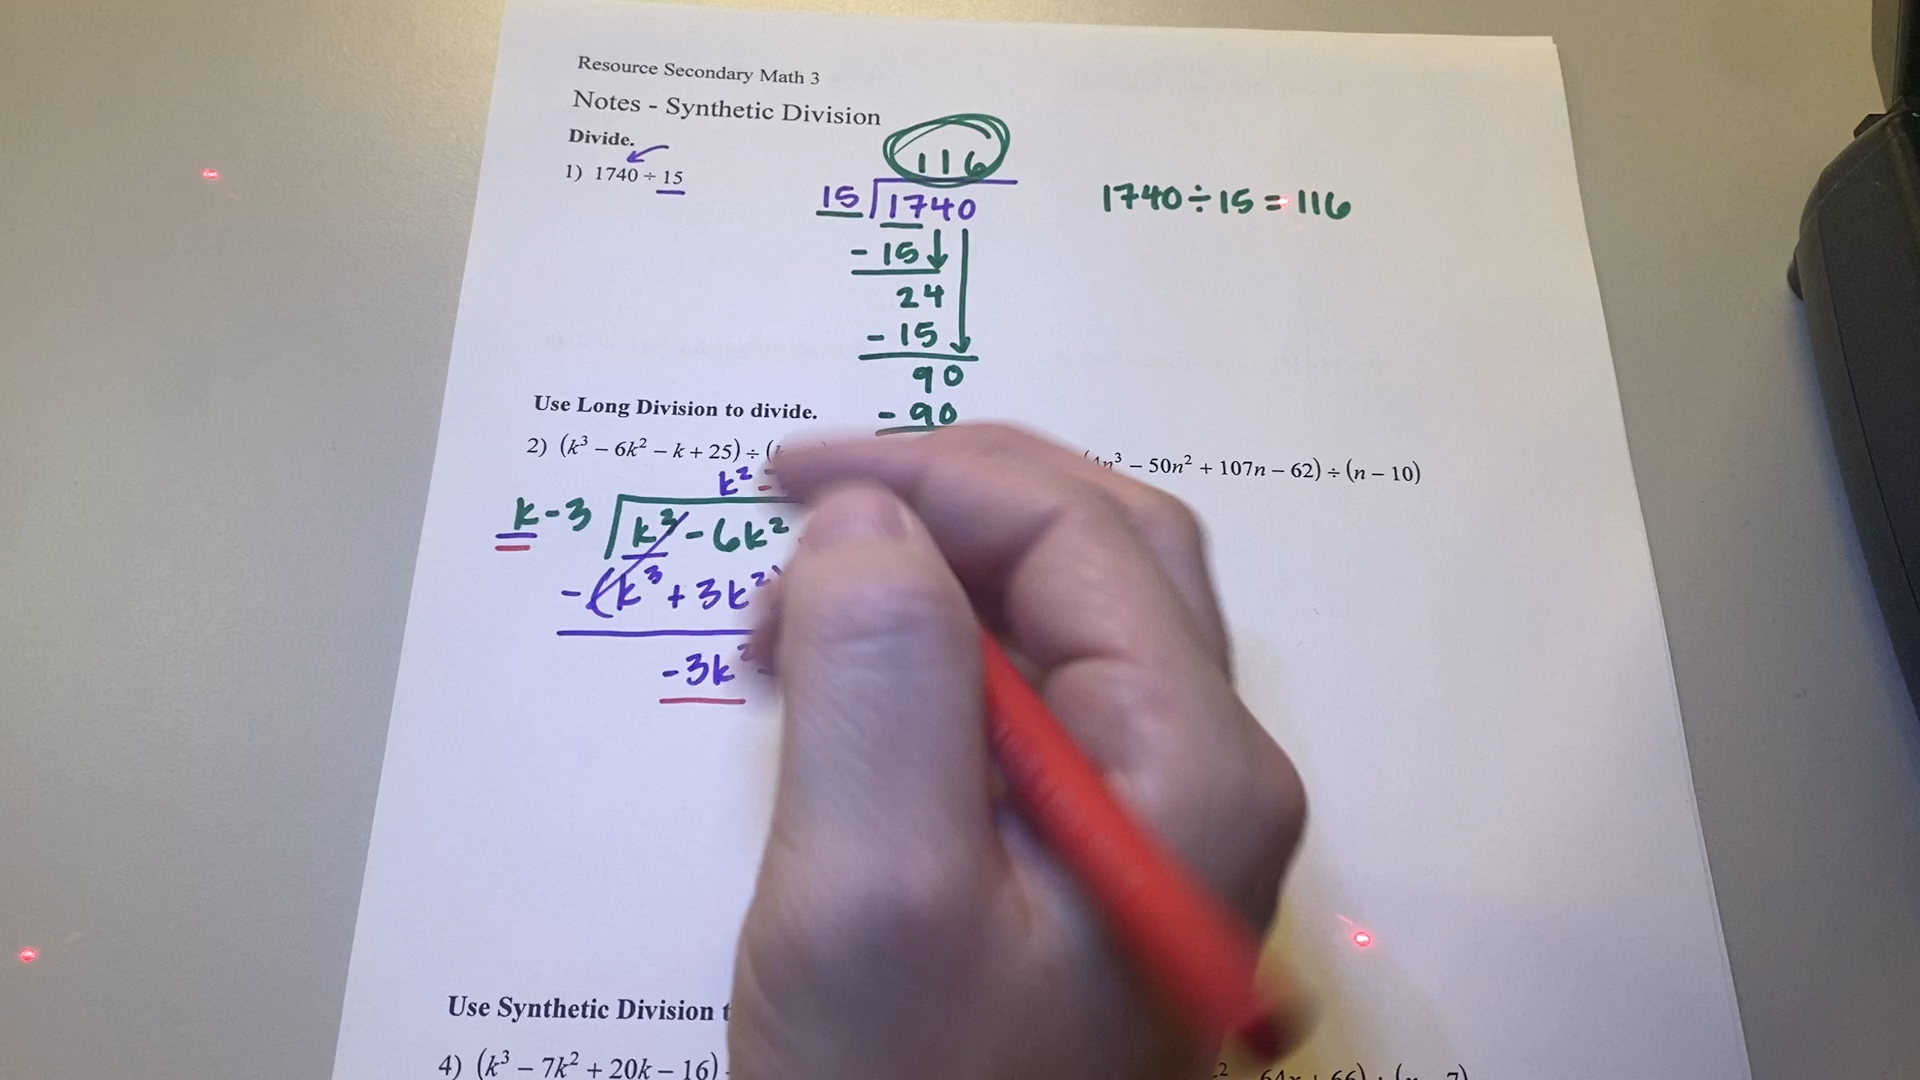 Resource Secondary Math 3
Notes - Synthetic Division
Divide.
1) 1740 ÷ 15
116
15 1740
1740 ÷ 15 = 116
- 15
24
- 15
90
- 90
Use Long Division to divide.
2) (k³ – 6k² – k + 25) ÷ (
n³ – 50n² + 107n – 62) ÷ (n – 10)
k² -
k - 3 k³ - 6k²
- (k³ + 3k²)
- 3k²
Use Synthetic Division
4) (k³ – 7k² + 20k – 16)